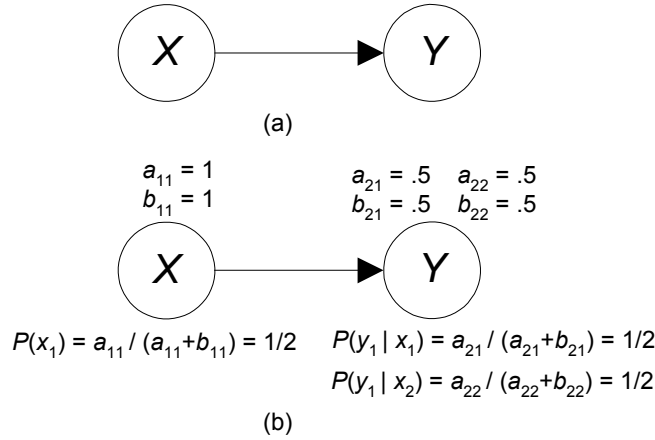 X Y
(a)
a11 = 1 a21 = .5 a22 = .5
b11 = 1 b21 = .5 b22 = .5
X Y
P(x1) = a11 / (a11+b11) = 1/2 P(y1 | x1) = a21 / (a21+b21) = 1/2
P(y1 | x2) = a22 / (a22+b22) = 1/2
(b)